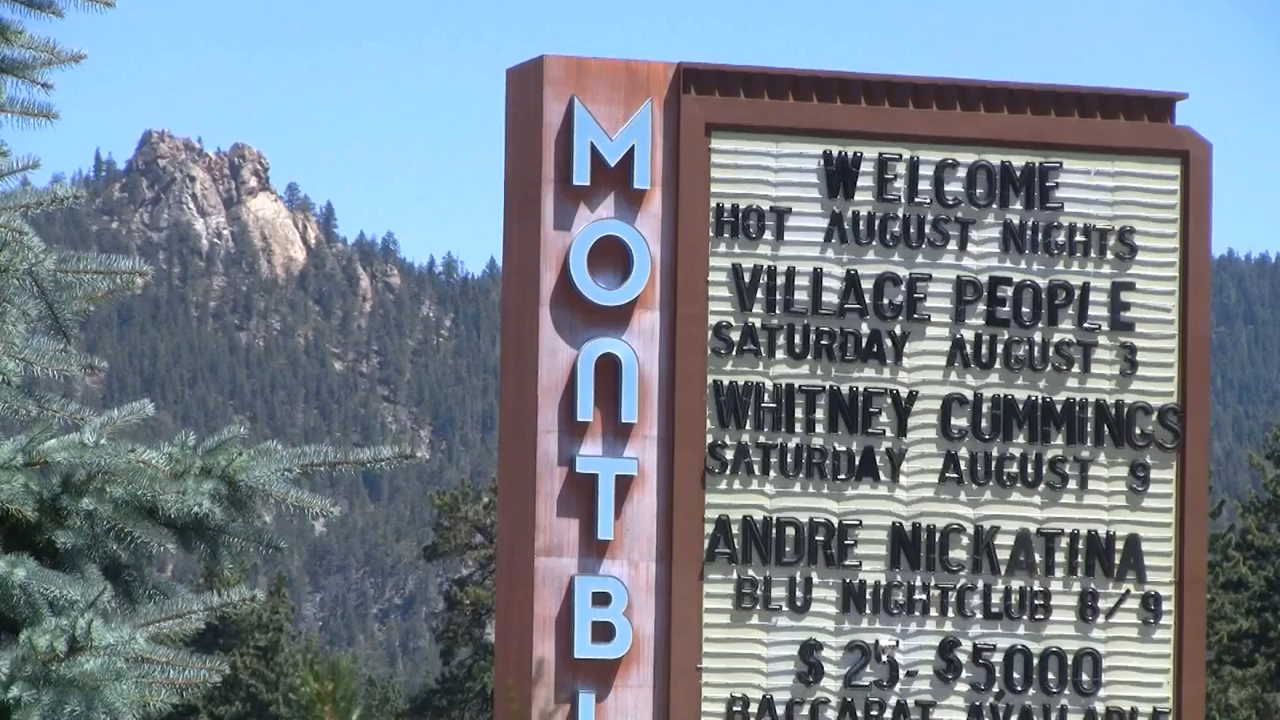 MONTBL
WELCOME
HOT AUGUST NIGHTS
VILLAGE PEOPLE
SATURDAY AUGUST 3
WHITNEY CUMMINGS
SATURDAY AUGUST 9
ANDRE NICKATINA
BLU NIGHTCLUB 8/9
$25-$5000
BACCARAT AVAILABLE